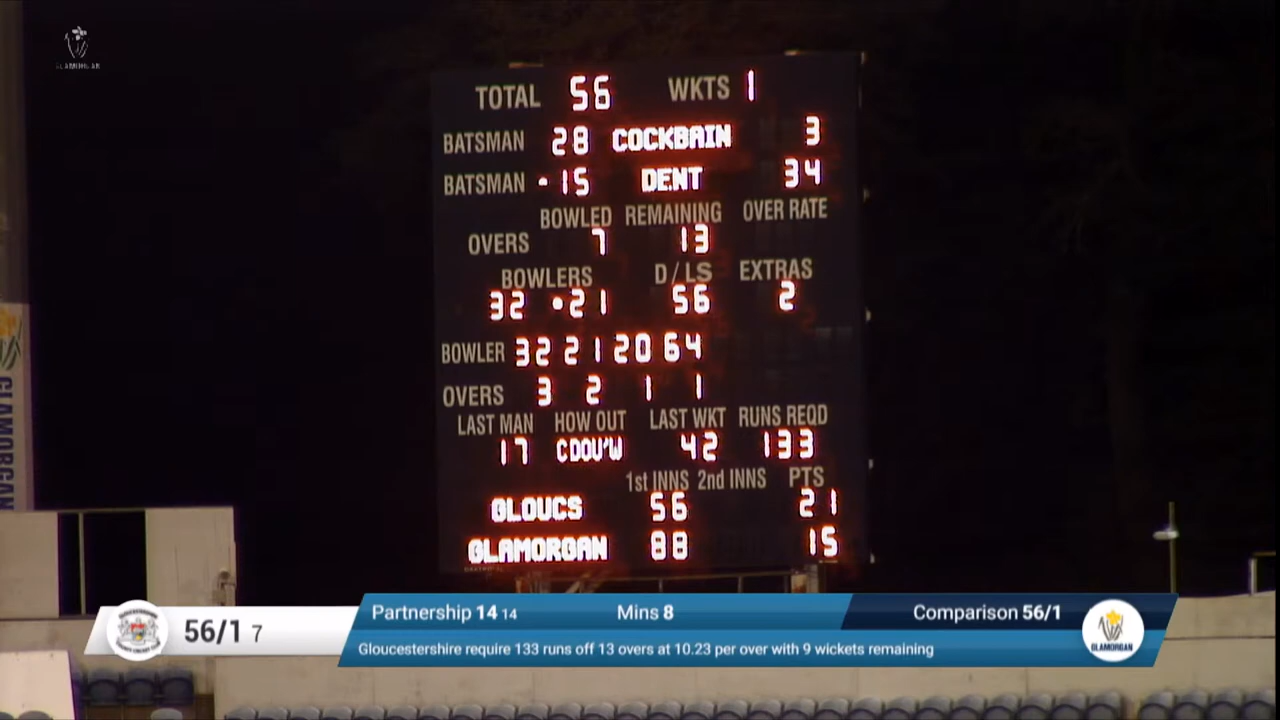 GLAMORGAN
TOTAL 56 WKTS 1
BATSMAN 28 COCKBAIN 3
BATSMAN 15 DENT 34
BOWLED REMAINING OVER RATE
OVERS 7 13
BOWLERS D/LS EXTRAS
32 21 56 2
BOWLER 32 21 20 64
OVERS 3 2 1 1
LAST MAN HOW OUT LAST WKT RUNS REQD
17 CDOU'W 42 133
1st INNS 2nd INNS PTS
GLOUCS 56 21
GLAMORGAN 88 15
GLAMORGAN
56/1 7
Partnership 14 14 Mins 8 Comparison 56/1
Gloucestershire require 133 runs off 13 overs at 10.23 per over with 9 wickets remaining
GLAMORGAN